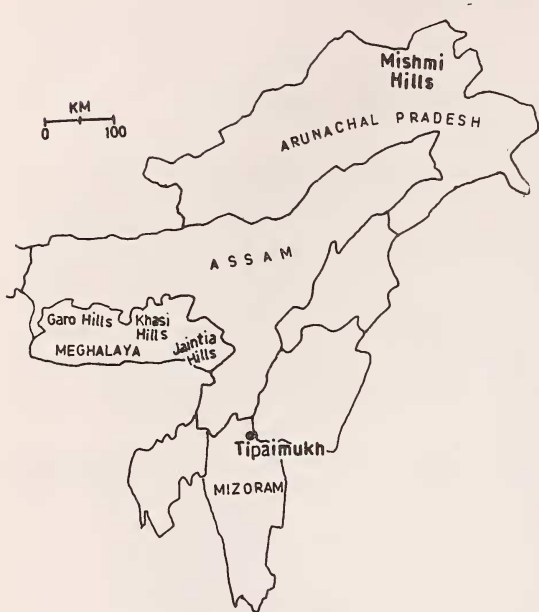 Mishmi
Hills
KM
0 100
ARUNACHAL PRADESH
ASSAM
Garo Hills
Khasi
Hills
Jaintia
Hills
MEGHALAYA
Tipaimukh
MIZORAM